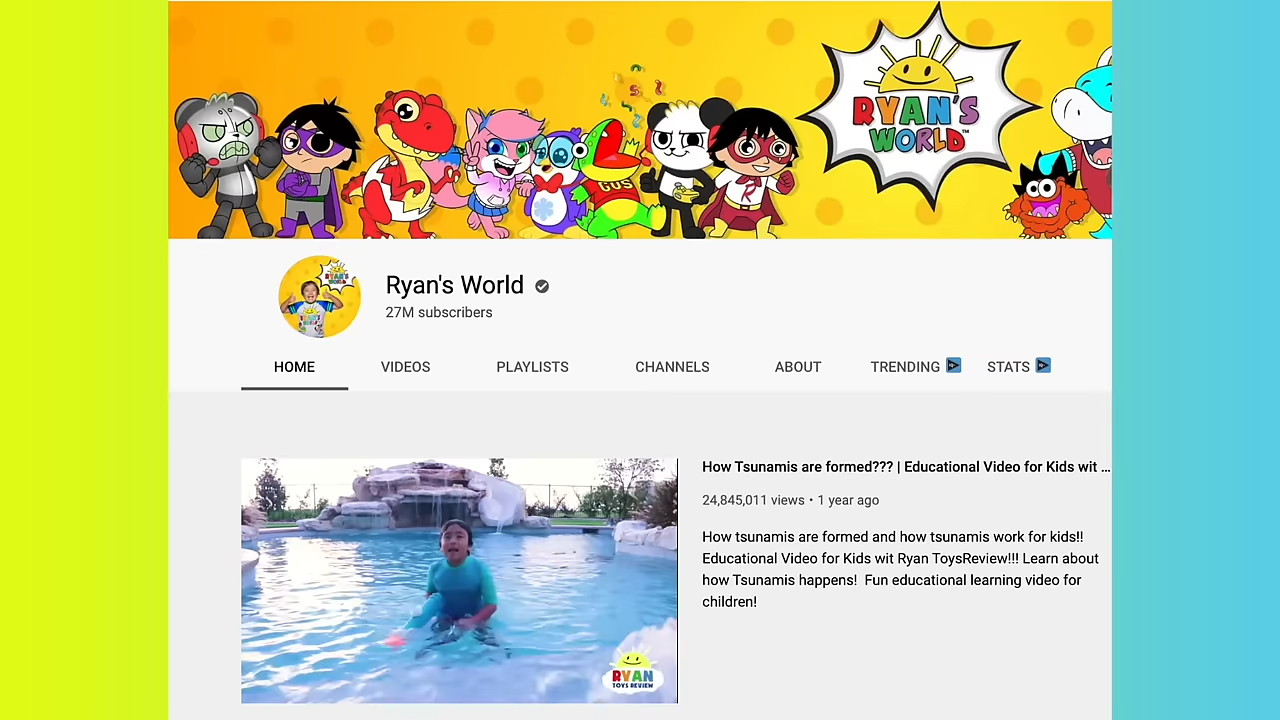 RYAN'S
WORLD™
GUS
R
RYAN'S
WORLD
Ryan's World
27M subscribers
HOME
VIDEOS
PLAYLISTS
CHANNELS
ABOUT
TRENDING
STATS
How Tsunamis are formed??? | Educational Video for Kids wit ...
24,845,011 views • 1 year ago
How tsunamis are formed and how tsunamis work for kids!!
Educational Video for Kids wit Ryan ToysReview!!! Learn about
how Tsunamis happens!  Fun educational learning video for
children!
RYAN
TOYS REVIEW